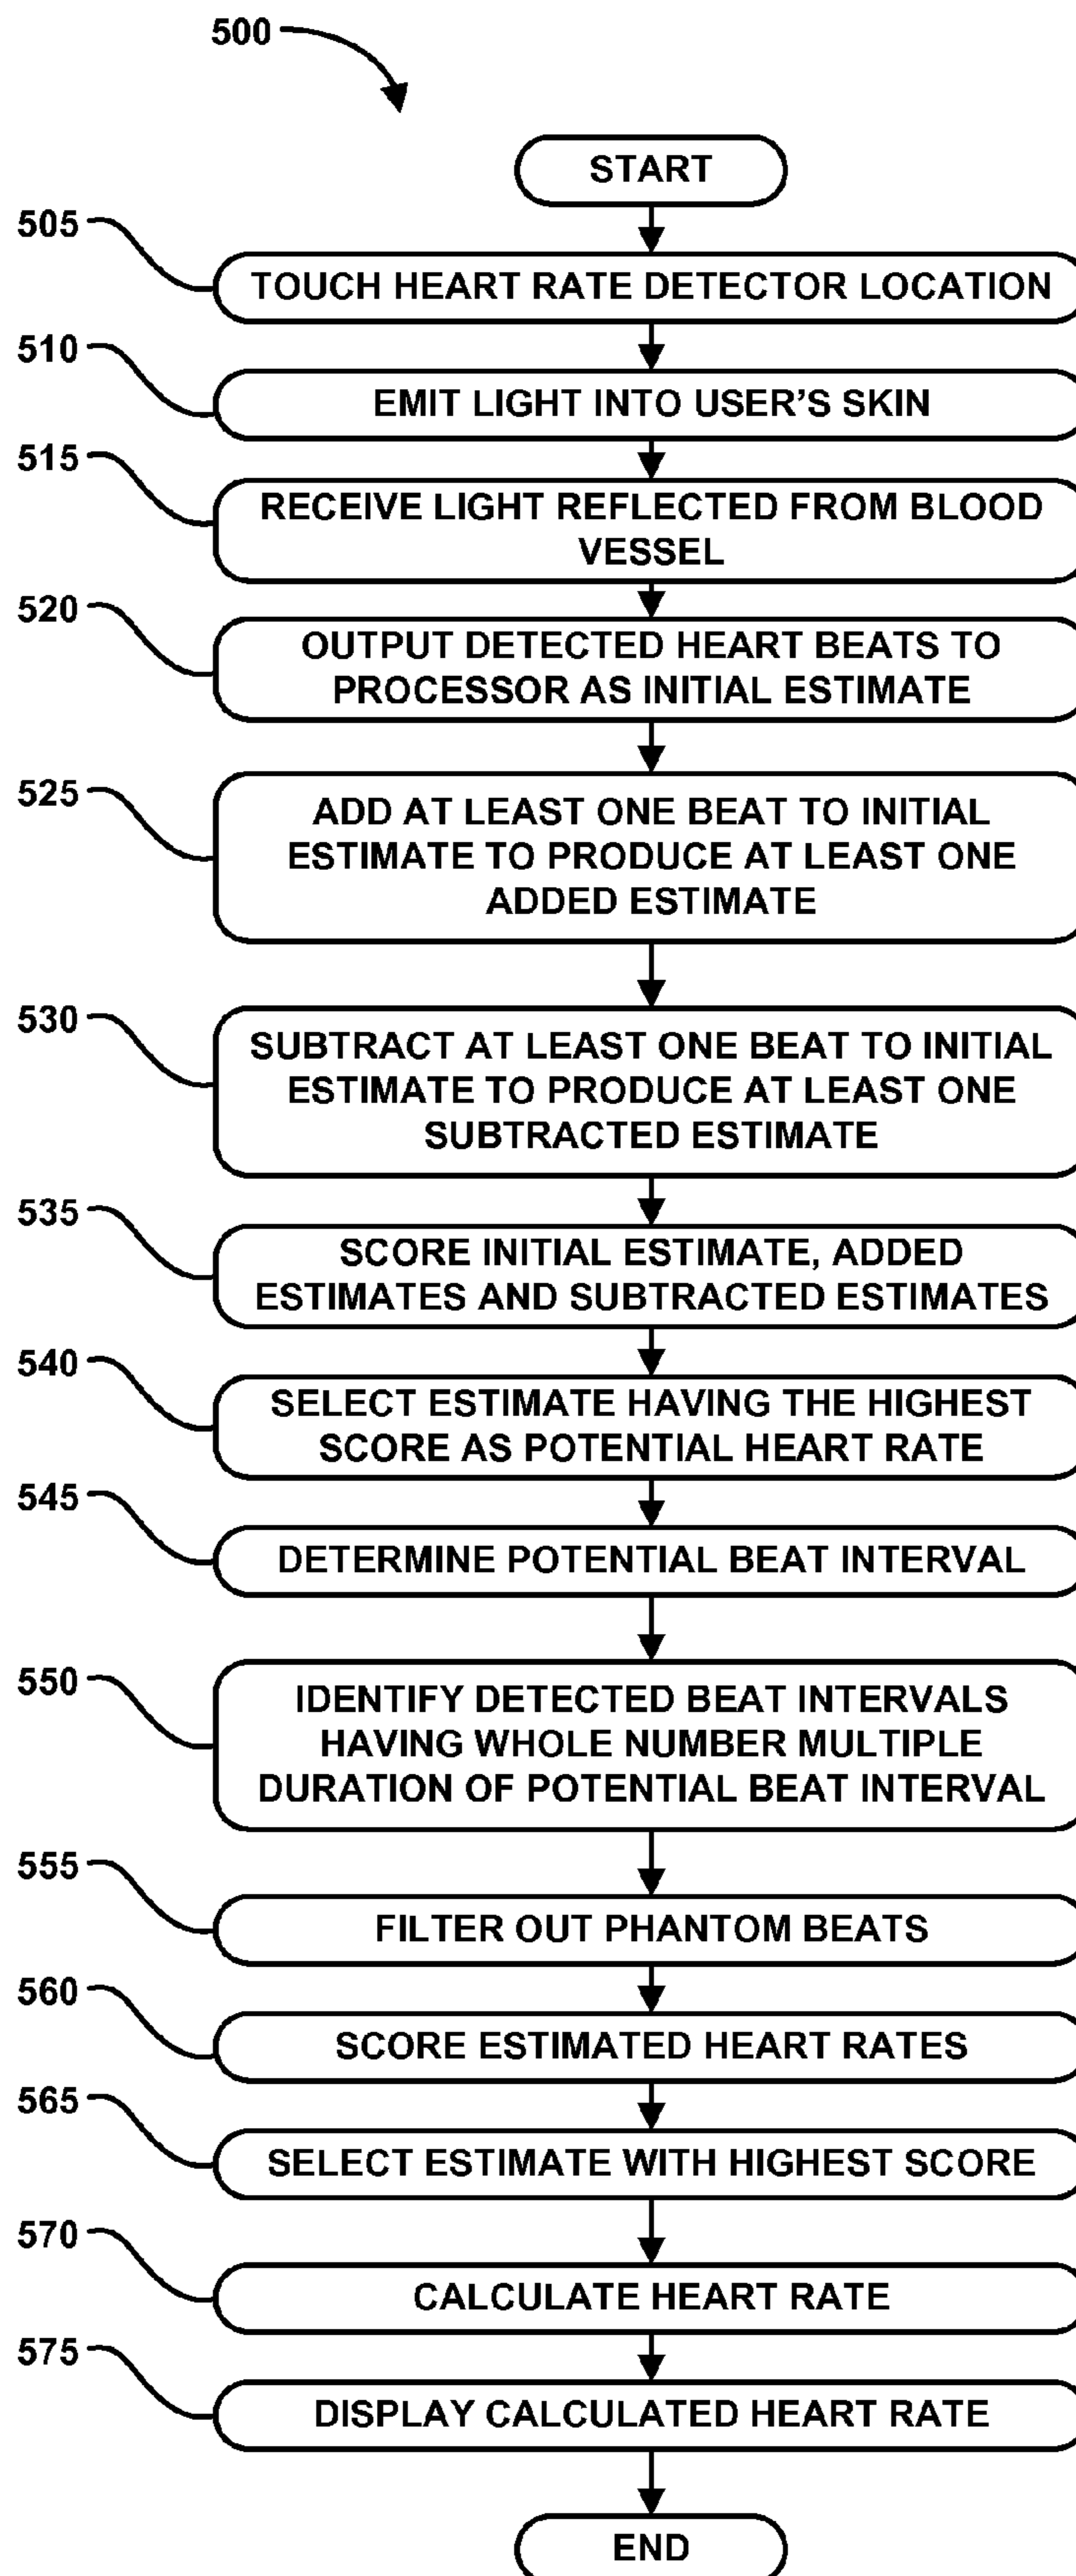 500
START
505
TOUCH HEART RATE DETECTOR LOCATION
510
EMIT LIGHT INTO USER'S SKIN
515
RECEIVE LIGHT REFLECTED FROM BLOOD
VESSEL
520
OUTPUT DETECTED HEART BEATS TO
PROCESSOR AS INITIAL ESTIMATE
525
ADD AT LEAST ONE BEAT TO INITIAL
ESTIMATE TO PRODUCE AT LEAST ONE
ADDED ESTIMATE
530
SUBTRACT AT LEAST ONE BEAT TO INITIAL
ESTIMATE TO PRODUCE AT LEAST ONE
SUBTRACTED ESTIMATE
535
SCORE INITIAL ESTIMATE, ADDED
ESTIMATES AND SUBTRACTED ESTIMATES
540
SELECT ESTIMATE HAVING THE HIGHEST
SCORE AS POTENTIAL HEART RATE
545
DETERMINE POTENTIAL BEAT INTERVAL
550
IDENTIFY DETECTED BEAT INTERVALS
HAVING WHOLE NUMBER MULTIPLE
DURATION OF POTENTIAL BEAT INTERVAL
555
FILTER OUT PHANTOM BEATS
560
SCORE ESTIMATED HEART RATES
565
SELECT ESTIMATE WITH HIGHEST SCORE
570
CALCULATE HEART RATE
575
DISPLAY CALCULATED HEART RATE
END